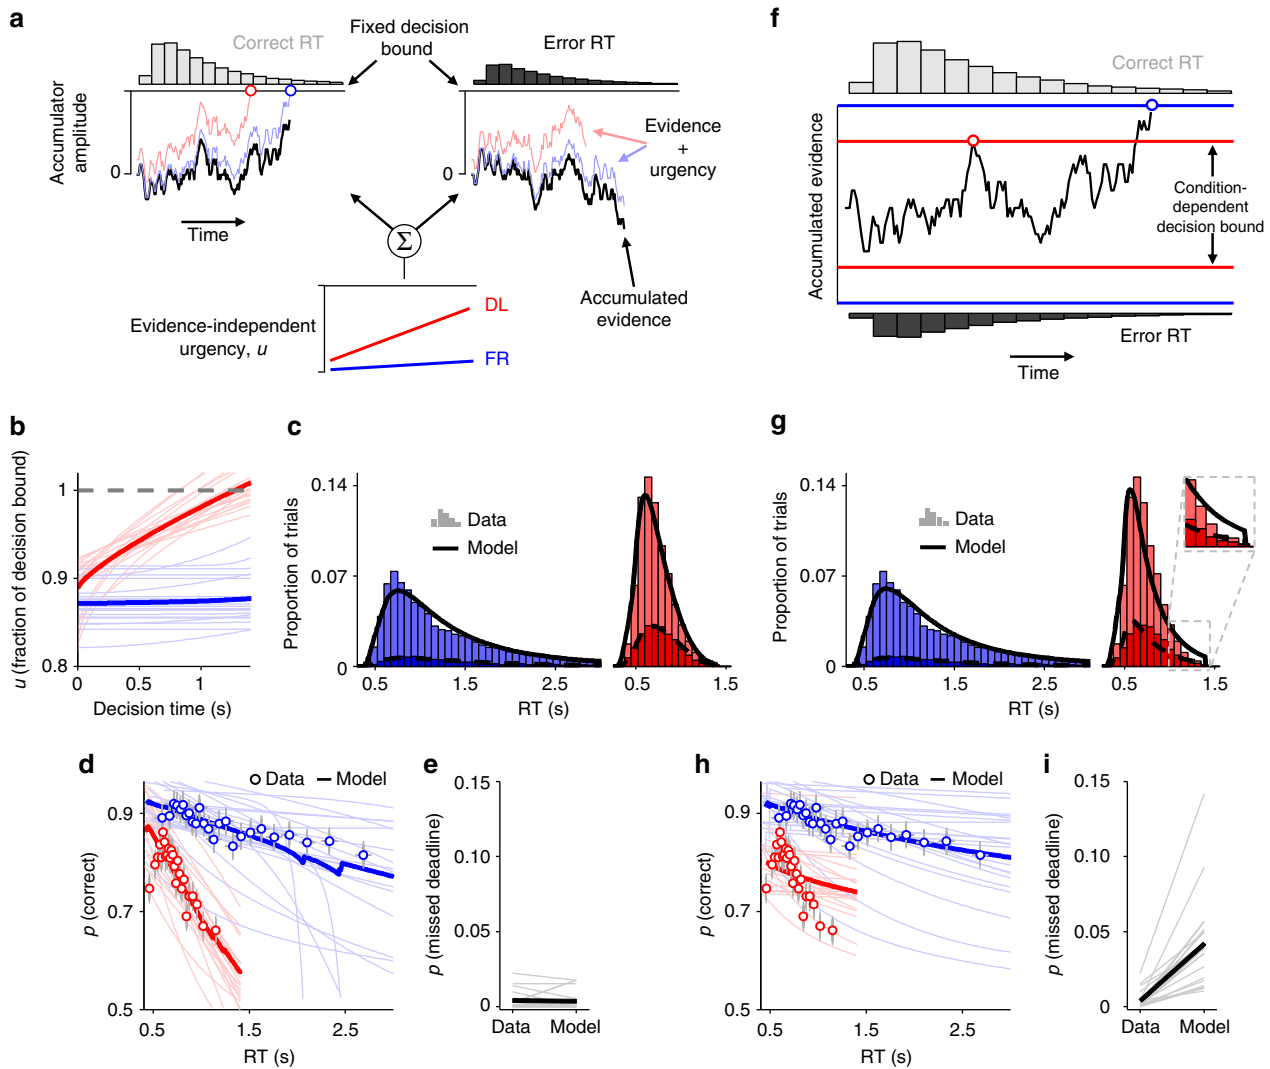 a
Correct RT
Fixed decision
bound
Error RT
Accumulator
amplitude
0
0
Evidence
+
urgency
Time
Σ
Accumulated
evidence
Evidence-independent
urgency, u
DL
FR
f
Correct RT
Accumulated evidence
Condition-
dependent
decision bound
Error RT
Time
b
u (fraction of decision bound)
1
0.9
0.8
0
0.5
1
Decision time (s)
c
Proportion of trials
0.14
0.07
0
Data
Model
0.5
1.5
2.5
0.5
1.5
RT (s)
g
Proportion of trials
0.14
0.07
0
Data
Model
0.5
1.5
2.5
0.5
1.5
RT (s)
d
Data
Model
p (correct)
0.9
0.7
0.5
0.5
1.5
2.5
RT (s)
e
p (missed deadline)
0.15
0.10
0.05
0
Data
Model
h
Data
Model
p (correct)
0.9
0.7
0.5
0.5
1.5
2.5
RT (s)
i
p (missed deadline)
0.15
0.10
0.05
0
Data
Model